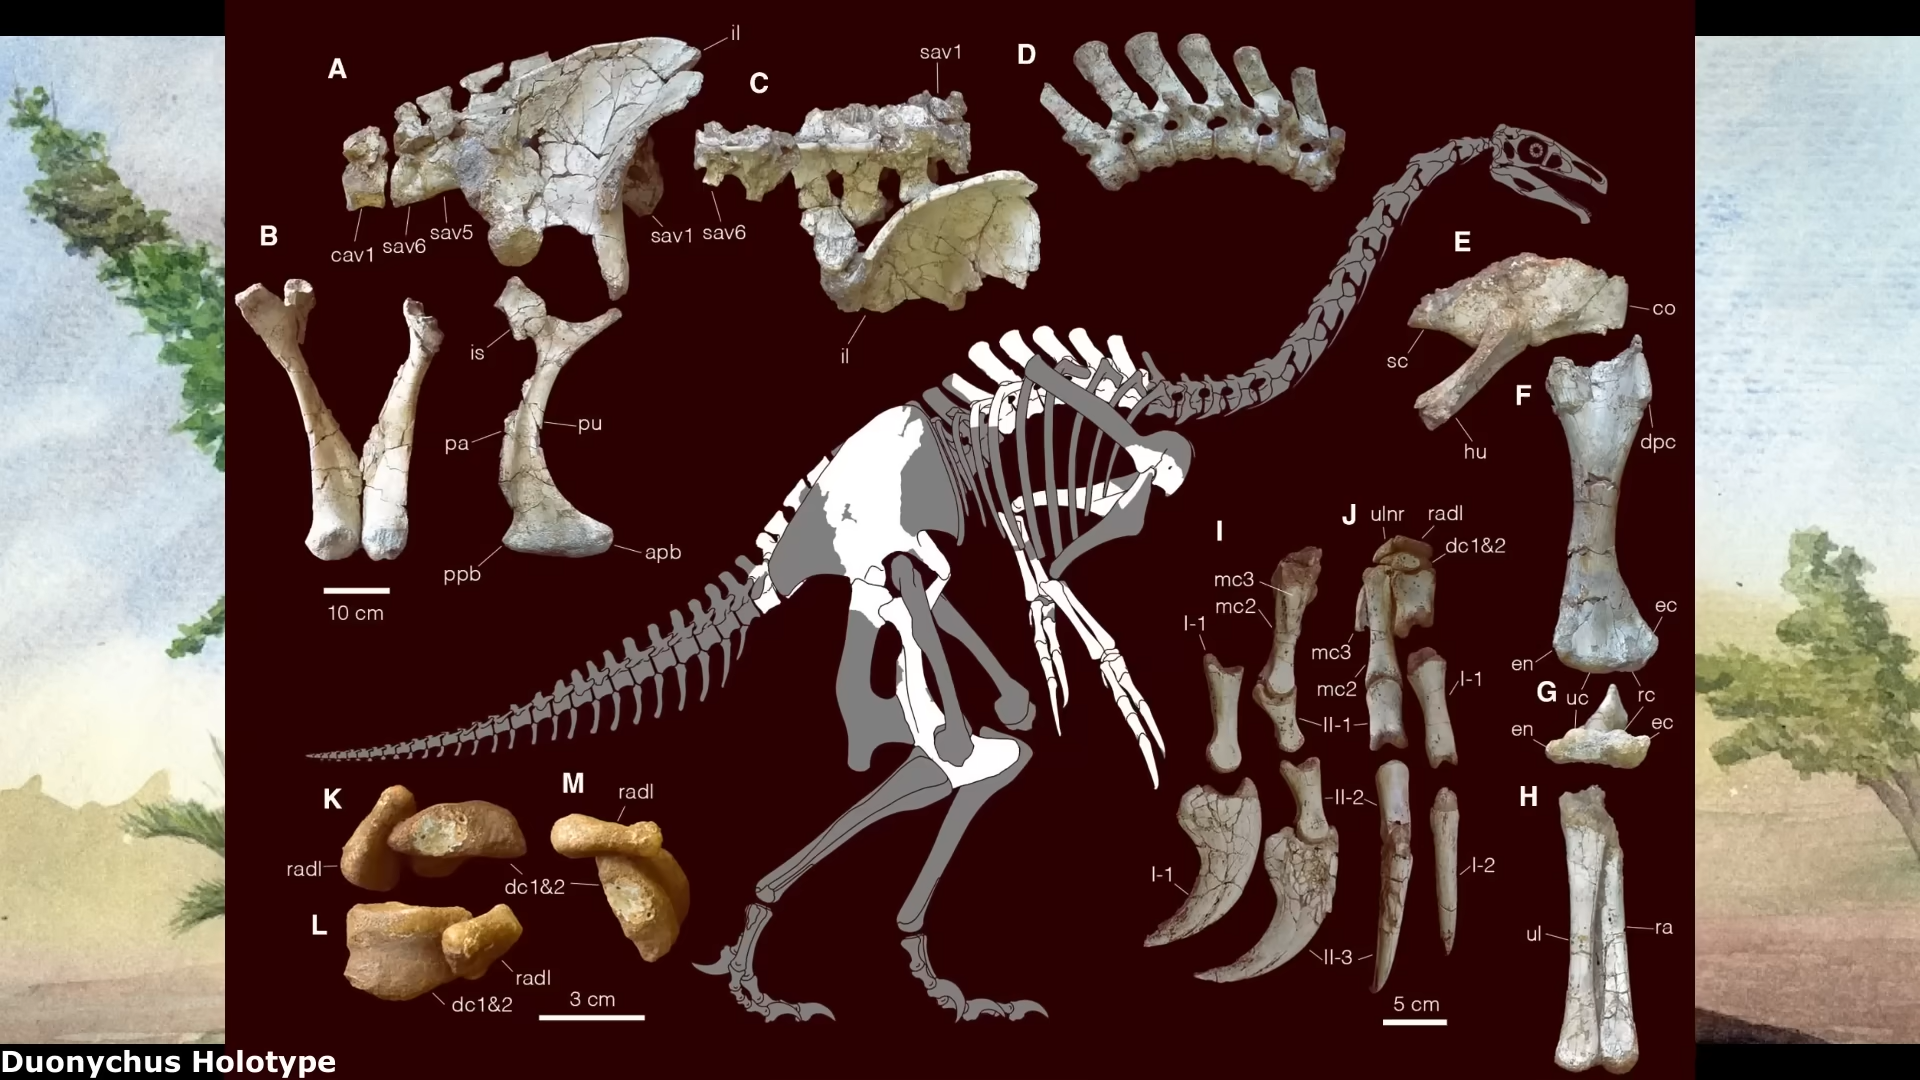 A
il
sav1
C
D
cav1
sav6
sav5
sav1
sav6
il
B
is
pa
pu
ppb
apb
10 cm
E
co
sc
hu
F
dpc
ec
en
uc
rc
G
en
ec
H
ul
ra
I
mc3
mc2
I-1
J
ulnr
radl
dc1&2
mc3
mc2
I-1
II-1
II-2
I-1
I-2
II-3
5 cm
K
radl
dc1&2
M
radl
L
radl
dc1&2
3 cm
Duonychus Holotype